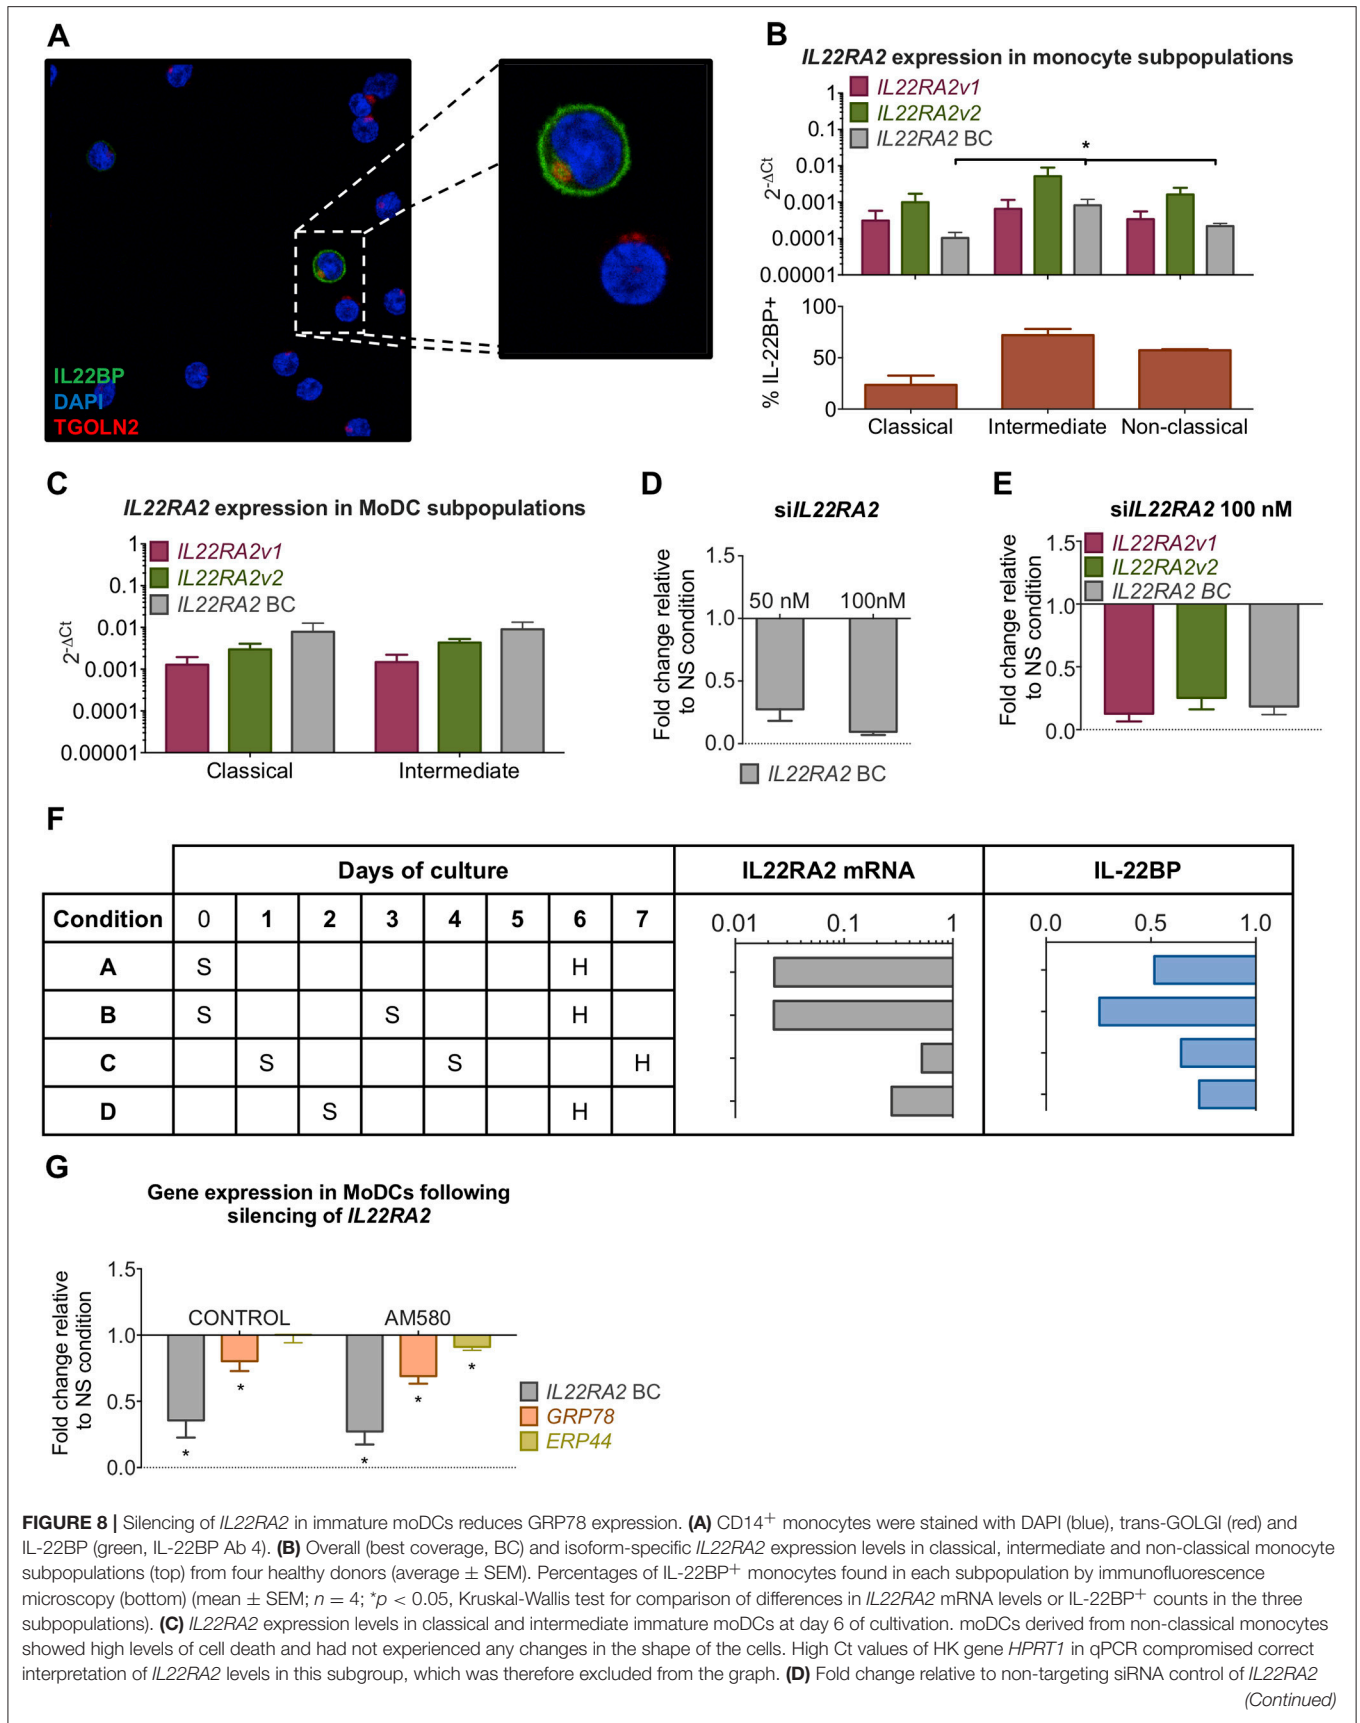 A
IL22BP
DAPI
TGOLN2
B
IL22RA2 expression in monocyte subpopulations
IL22RA2v1
IL22RA2v2
IL22RA2 BC
2^-ΔCt
1
0.1
0.01
0.001
0.0001
0.00001
*
% IL-22BP+
100
50
0
Classical Intermediate Non-classical
C
IL22RA2 expression in MoDC subpopulations
IL22RA2v1
IL22RA2v2
IL22RA2 BC
2^-ΔCt
1
0.1
0.01
0.001
0.0001
0.00001
Classical Intermediate
D
siIL22RA2
Fold change relative
to NS condition
1.5
1.0
0.5
0.0
50 nM 100nM
IL22RA2 BC
E
siIL22RA2 100 nM
IL22RA2v1
IL22RA2v2
IL22RA2 BC
Fold change relative
to NS condition
1.5
1.0
0.5
0.0
F
Days of culture IL22RA2 mRNA IL-22BP
Condition 0 1 2 3 4 5 6 7 0.01 0.1 1 0.0 0.5 1.0
A S H
B S S H
C S S H
D S H
G
Gene expression in MoDCs following
silencing of IL22RA2
Fold change relative
to NS condition
1.5
1.0
0.5
0.0
CONTROL AM580
* * * * *
IL22RA2 BC
GRP78
ERP44
FIGURE 8 | Silencing of IL22RA2 in immature moDCs reduces GRP78 expression. (A) CD14+ monocytes were stained with DAPI (blue), trans-GOLGI (red) and
IL-22BP (green, IL-22BP Ab 4). (B) Overall (best coverage, BC) and isoform-specific IL22RA2 expression levels in classical, intermediate and non-classical monocyte
subpopulations (top) from four healthy donors (average ± SEM). Percentages of IL-22BP+ monocytes found in each subpopulation by immunofluorescence
microscopy (bottom) (mean ± SEM; n = 4; *p < 0.05, Kruskal-Wallis test for comparison of differences in IL22RA2 mRNA levels or IL-22BP+ counts in the three
subpopulations). (C) IL22RA2 expression levels in classical and intermediate immature moDCs at day 6 of cultivation. moDCs derived from non-classical monocytes
showed high levels of cell death and had not experienced any changes in the shape of the cells. High Ct values of HK gene HPRT1 in qPCR compromised correct
interpretation of IL22RA2 levels in this subgroup, which was therefore excluded from the graph. (D) Fold change relative to non-targeting siRNA control of IL22RA2
(Continued)